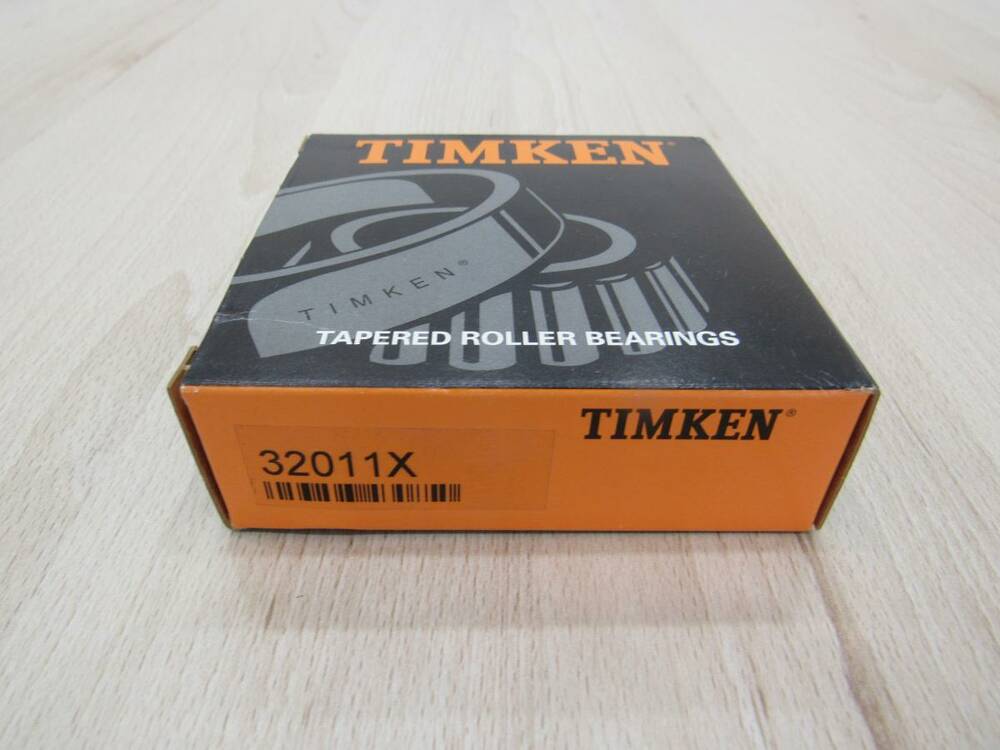 TIMKEN
TIMKEN®
TAPERED ROLLER BEARINGS
TIMKEN®
32011X